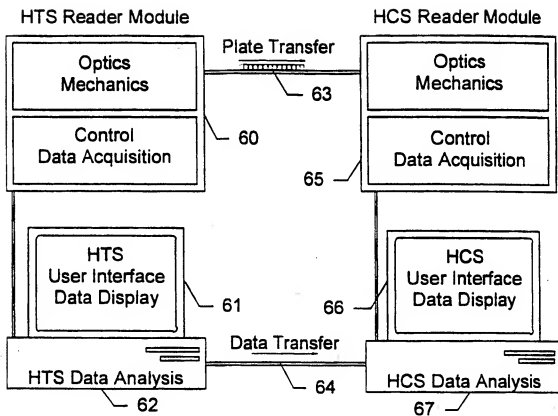 HTS Reader Module
HCS Reader Module
Plate Transfer
Optics
Mechanics
Optics
Mechanics
63
60
Control
Data Acquisition
Control
Data Acquisition
65
HTS
User Interface
Data Display
61
66
HCS
User Interface
Data Display
Data Transfer
HTS Data Analysis
64
HCS Data Analysis
62
67